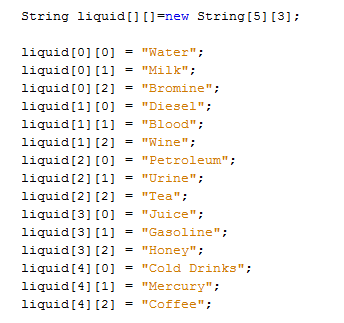 String liquid[][]=new String[5][3];
liquid[0][0] = "Water";
liquid[0][1] = "Milk";
liquid[0][2] = "Bromine";
liquid[1][0] = "Diesel";
liquid[1][1] = "Blood";
liquid[1][2] = "Wine";
liquid[2][0] = "Petroleum";
liquid[2][1] = "Urine";
liquid[2][2] = "Tea";
liquid[3][0] = "Juice";
liquid[3][1] = "Gasoline";
liquid[3][2] = "Honey";
liquid[4][0] = "Cold Drinks";
liquid[4][1] = "Mercury";
liquid[4][2] = "Coffee";